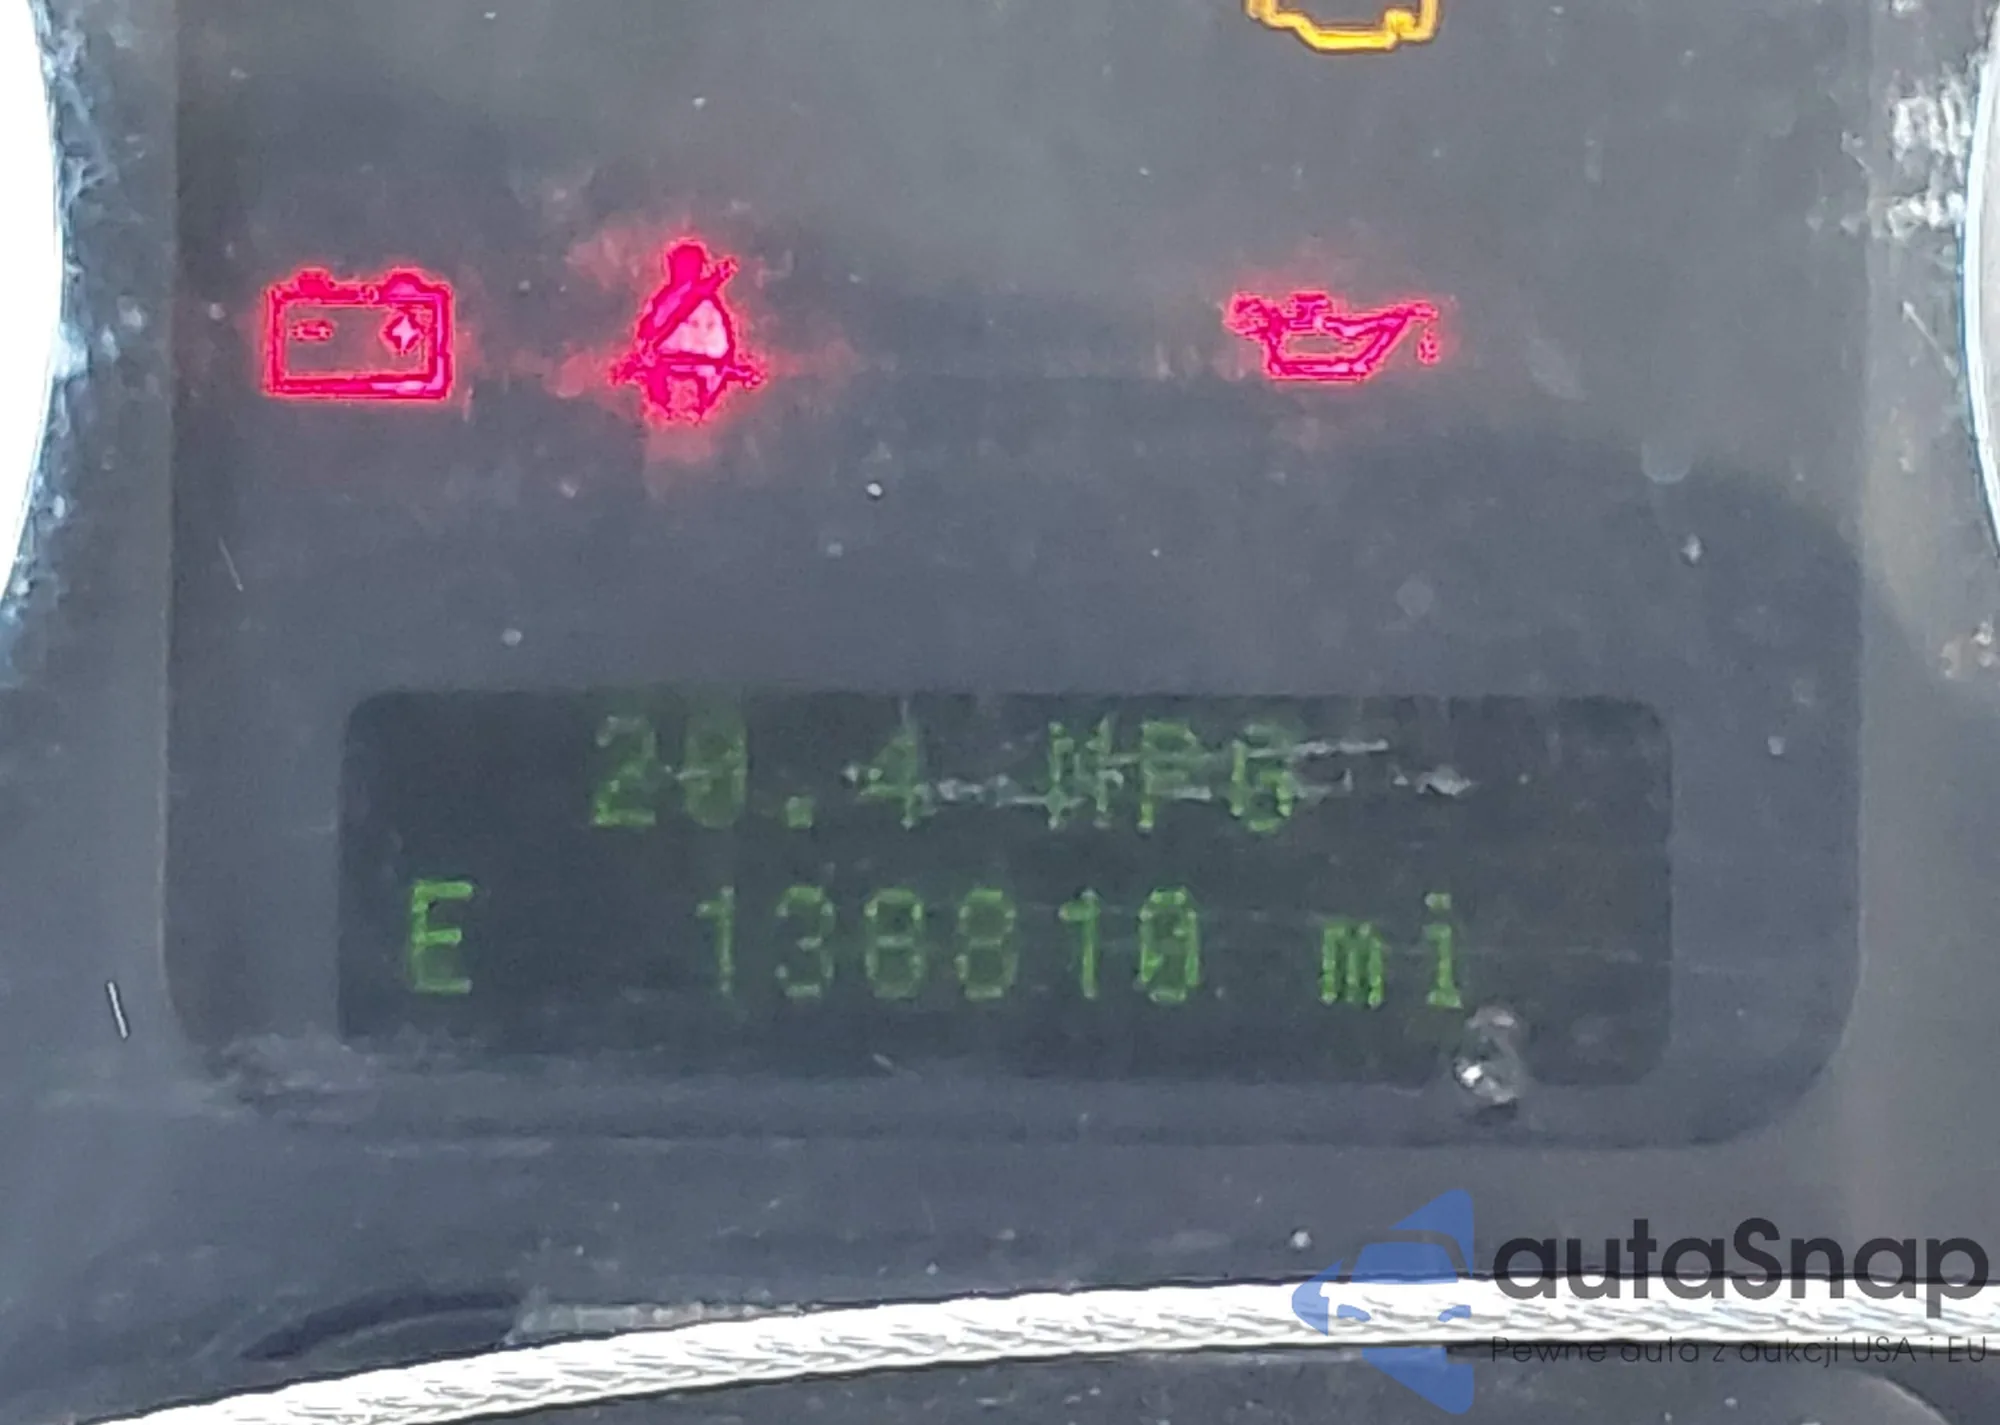 20.4 MPG
E 138810 mi
autaSnap
Pewne auta z aukcji USA i EU